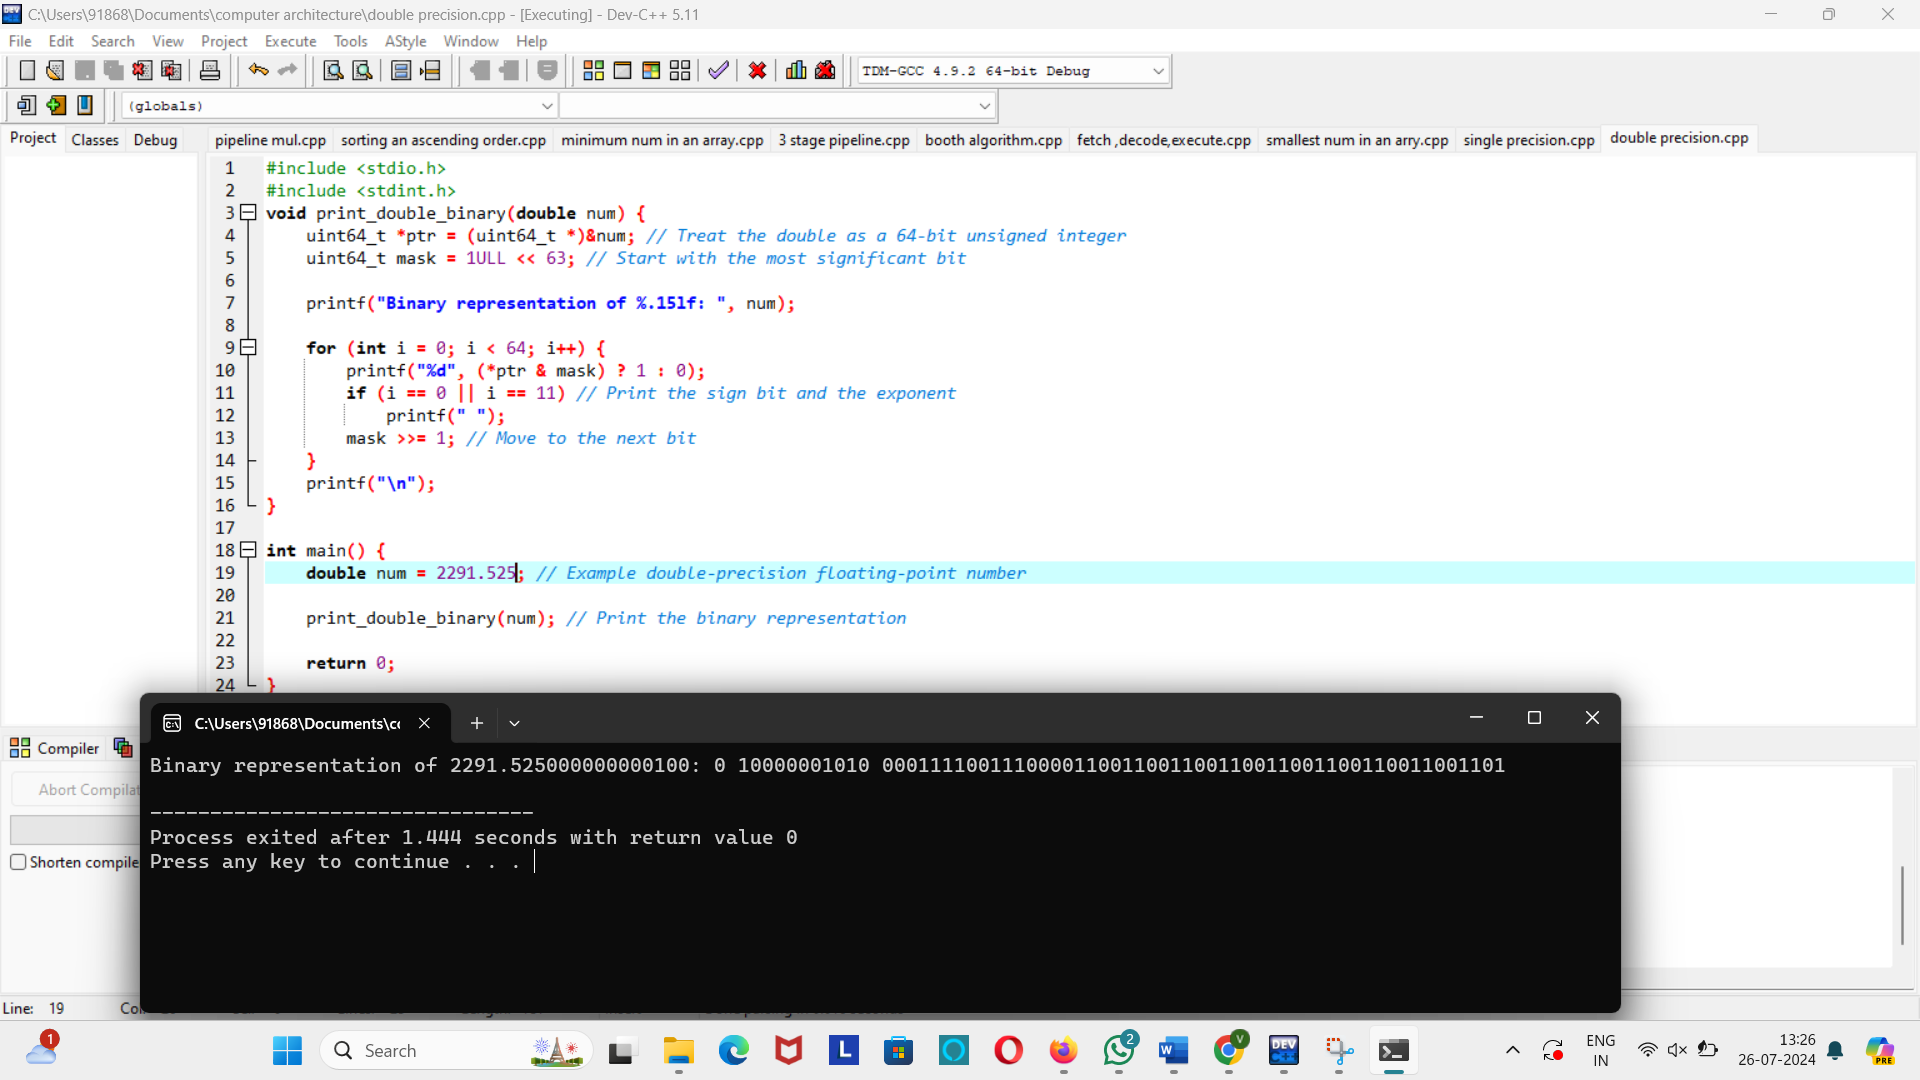 C:\Users\91868\Documents\computer architecture\double precision.cpp - [Executing] - Dev-C++ 5.11
File Edit Search View Project Execute Tools AStyle Window Help
TDM-GCC 4.9.2 64-bit Debug
(globals)
Project Classes Debug
pipeline mul.cpp sorting an ascending order.cpp minimum num in an array.cpp 3 stage pipeline.cpp booth algorithm.cpp fetch ,decode,execute.cpp smallest num in an arry.cpp single precision.cpp double precision.cpp
1 #include <stdio.h>
2 #include <stdint.h>
3 void print_double_binary(double num) {
4 uint64_t *ptr = (uint64_t *)&num; // Treat the double as a 64-bit unsigned integer
5 uint64_t mask = 1ULL << 63; // Start with the most significant bit
6
7 printf("Binary representation of %.15lf: ", num);
8
9 for (int i = 0; i < 64; i++) {
10 printf("%d", (*ptr & mask) ? 1 : 0);
11 if (i == 0 || i == 11) // Print the sign bit and the exponent
12 printf(" ");
13 mask >>= 1; // Move to the next bit
14 }
15 printf("\n");
16 }
17
18 int main() {
19 double num = 2291.525; // Example double-precision floating-point number
20
21 print_double_binary(num); // Print the binary representation
22
23 return 0;
24 }
C:\Users\91868\Documents\cc
Compiler
Binary representation of 2291.525000000000100: 0 10000001010 0001111001110000110011001100110011001100110011001101
Abort Compilat
--------------------------------
Process exited after 1.444 seconds with return value 0
Shorten compile
Press any key to continue . . .
Line: 19
Search
ENG
IN
13:26
26-07-2024